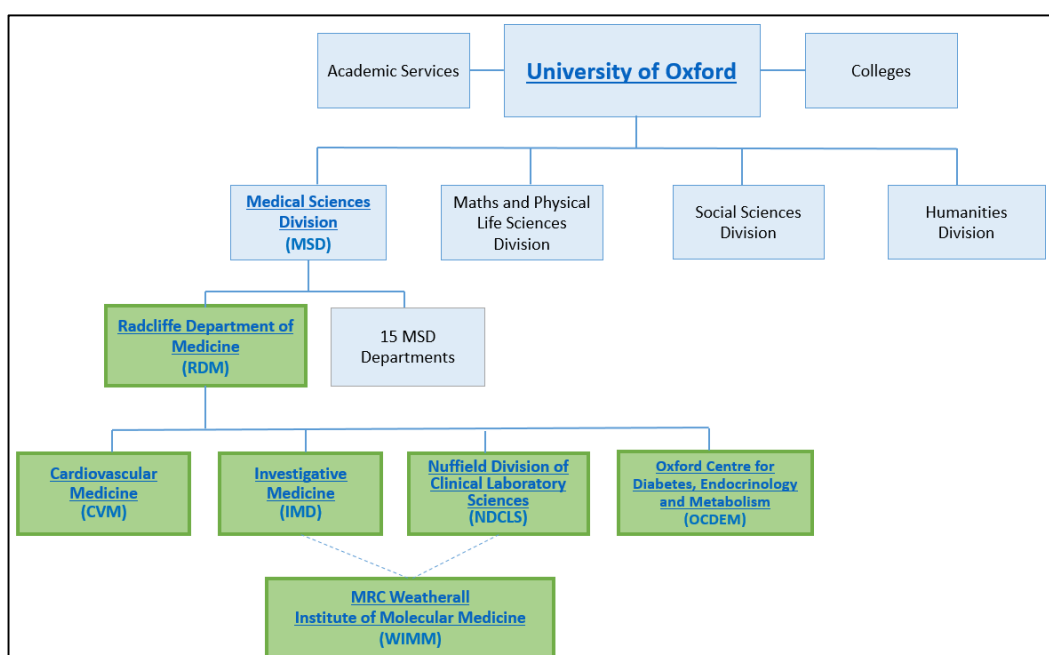 Academic Services
University of Oxford
Colleges
Medical Sciences
Division
(MSD)
Maths and Physical
Life Sciences
Division
Social Sciences
Division
Humanities
Division
Radcliffe Department of
Medicine
(RDM)
15 MSD
Departments
Cardiovascular
Medicine
(CVM)
Investigative
Medicine
(IMD)
Nuffield Division of
Clinical Laboratory
Sciences
(NDCLS)
Oxford Centre for
Diabetes, Endocrinology
and Metabolism
(OCDEM)
MRC Weatherall
Institute of Molecular Medicine
(WIMM)